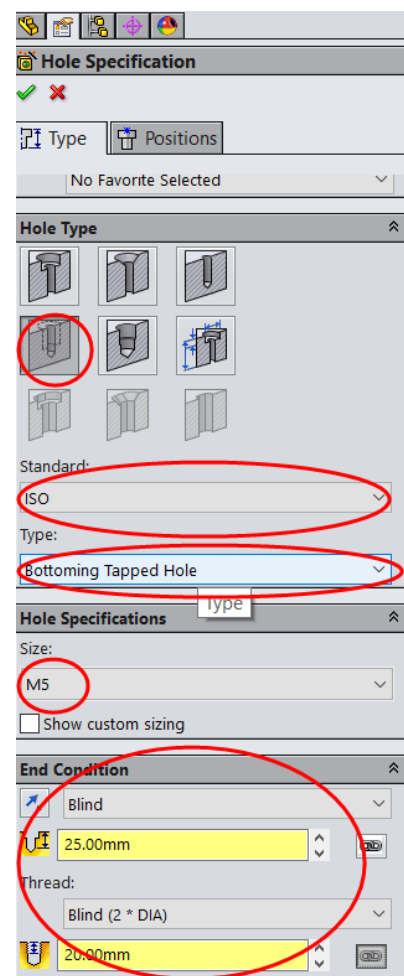 Hole Specification
Type
Positions
No Favorite Selected
Hole Type
Standard:
ISO
Type:
Bottoming Tapped Hole
Type
Hole Specifications
Size:
M5
Show custom sizing
End Condition
Blind
25.00mm
Thread:
Blind (2 * DIA)
20.00mm